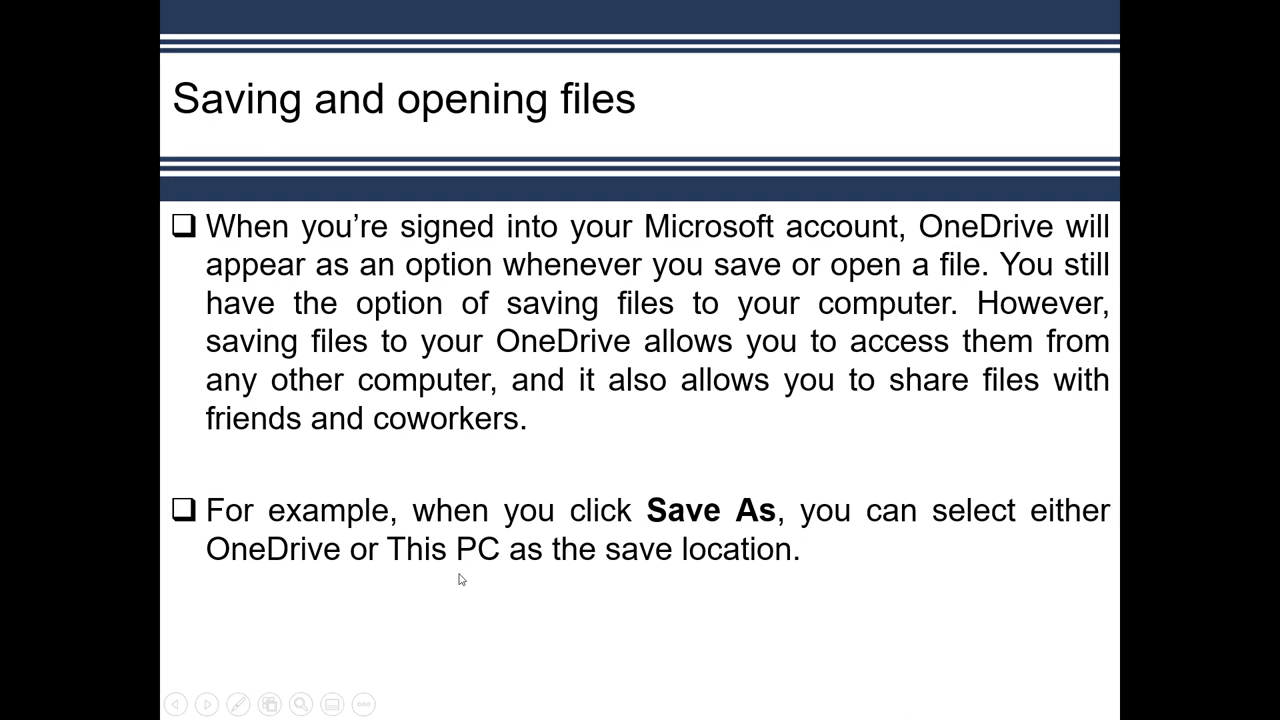 Saving and opening files
When you’re signed into your Microsoft account, OneDrive will
appear as an option whenever you save or open a file. You still
have the option of saving files to your computer. However,
saving files to your OneDrive allows you to access them from
any other computer, and it also allows you to share files with
friends and coworkers.
For example, when you click Save As, you can select either
OneDrive or This PC as the save location.